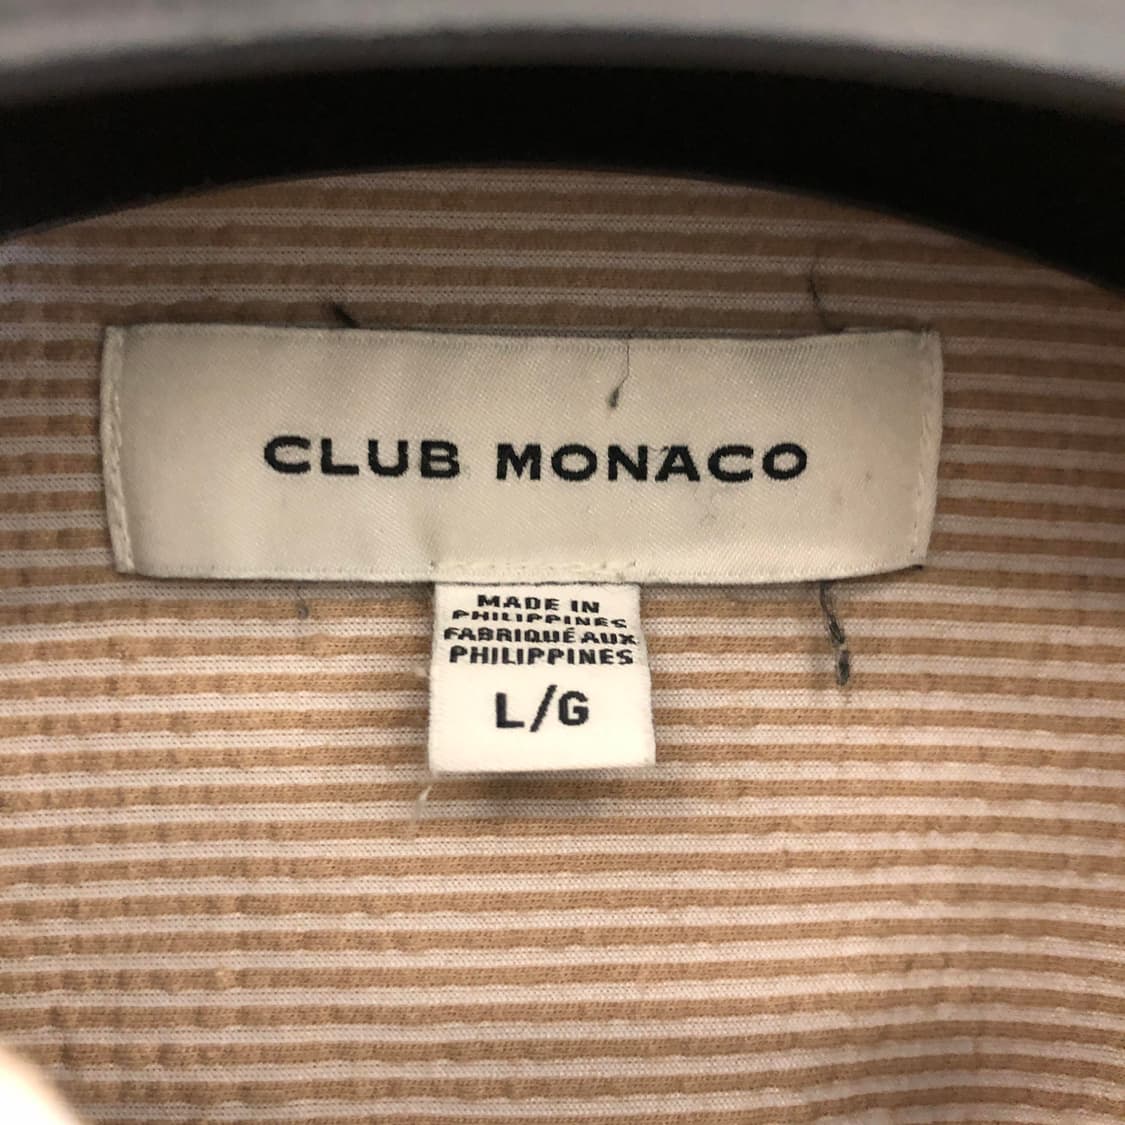 CLUB MONACO
MADE IN
PHILIPPINES
FABRIQUÉ AUX
PHILIPPINES
L/G